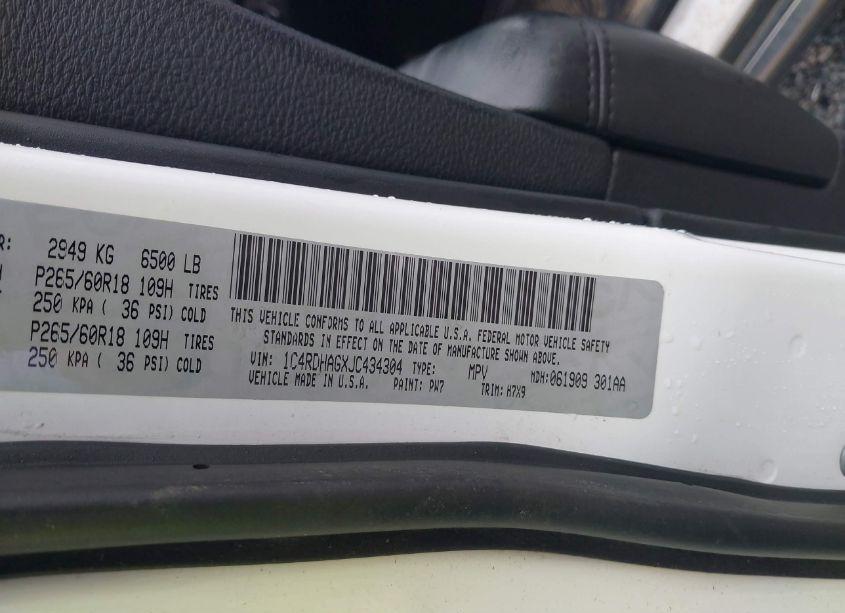 R: 2949 KG 6500 LB
P265/60R18 109H TIRES
250 KPA ( 36 PSI) COLD
P265/60R18 109H TIRES
250 KPA ( 36 PSI) COLD
THIS VEHICLE CONFORMS TO ALL APPLICABLE U.S.A. FEDERAL MOTOR VEHICLE SAFETY
STANDARDS IN EFFECT ON THE DATE OF MANUFACTURE SHOWN ABOVE.
VIN: 1C4RDHAGXJC434304 TYPE: MPV MDH:061909 301AA
VEHICLE MADE IN U.S.A. PAINT: PW7 TRIM: H7X9